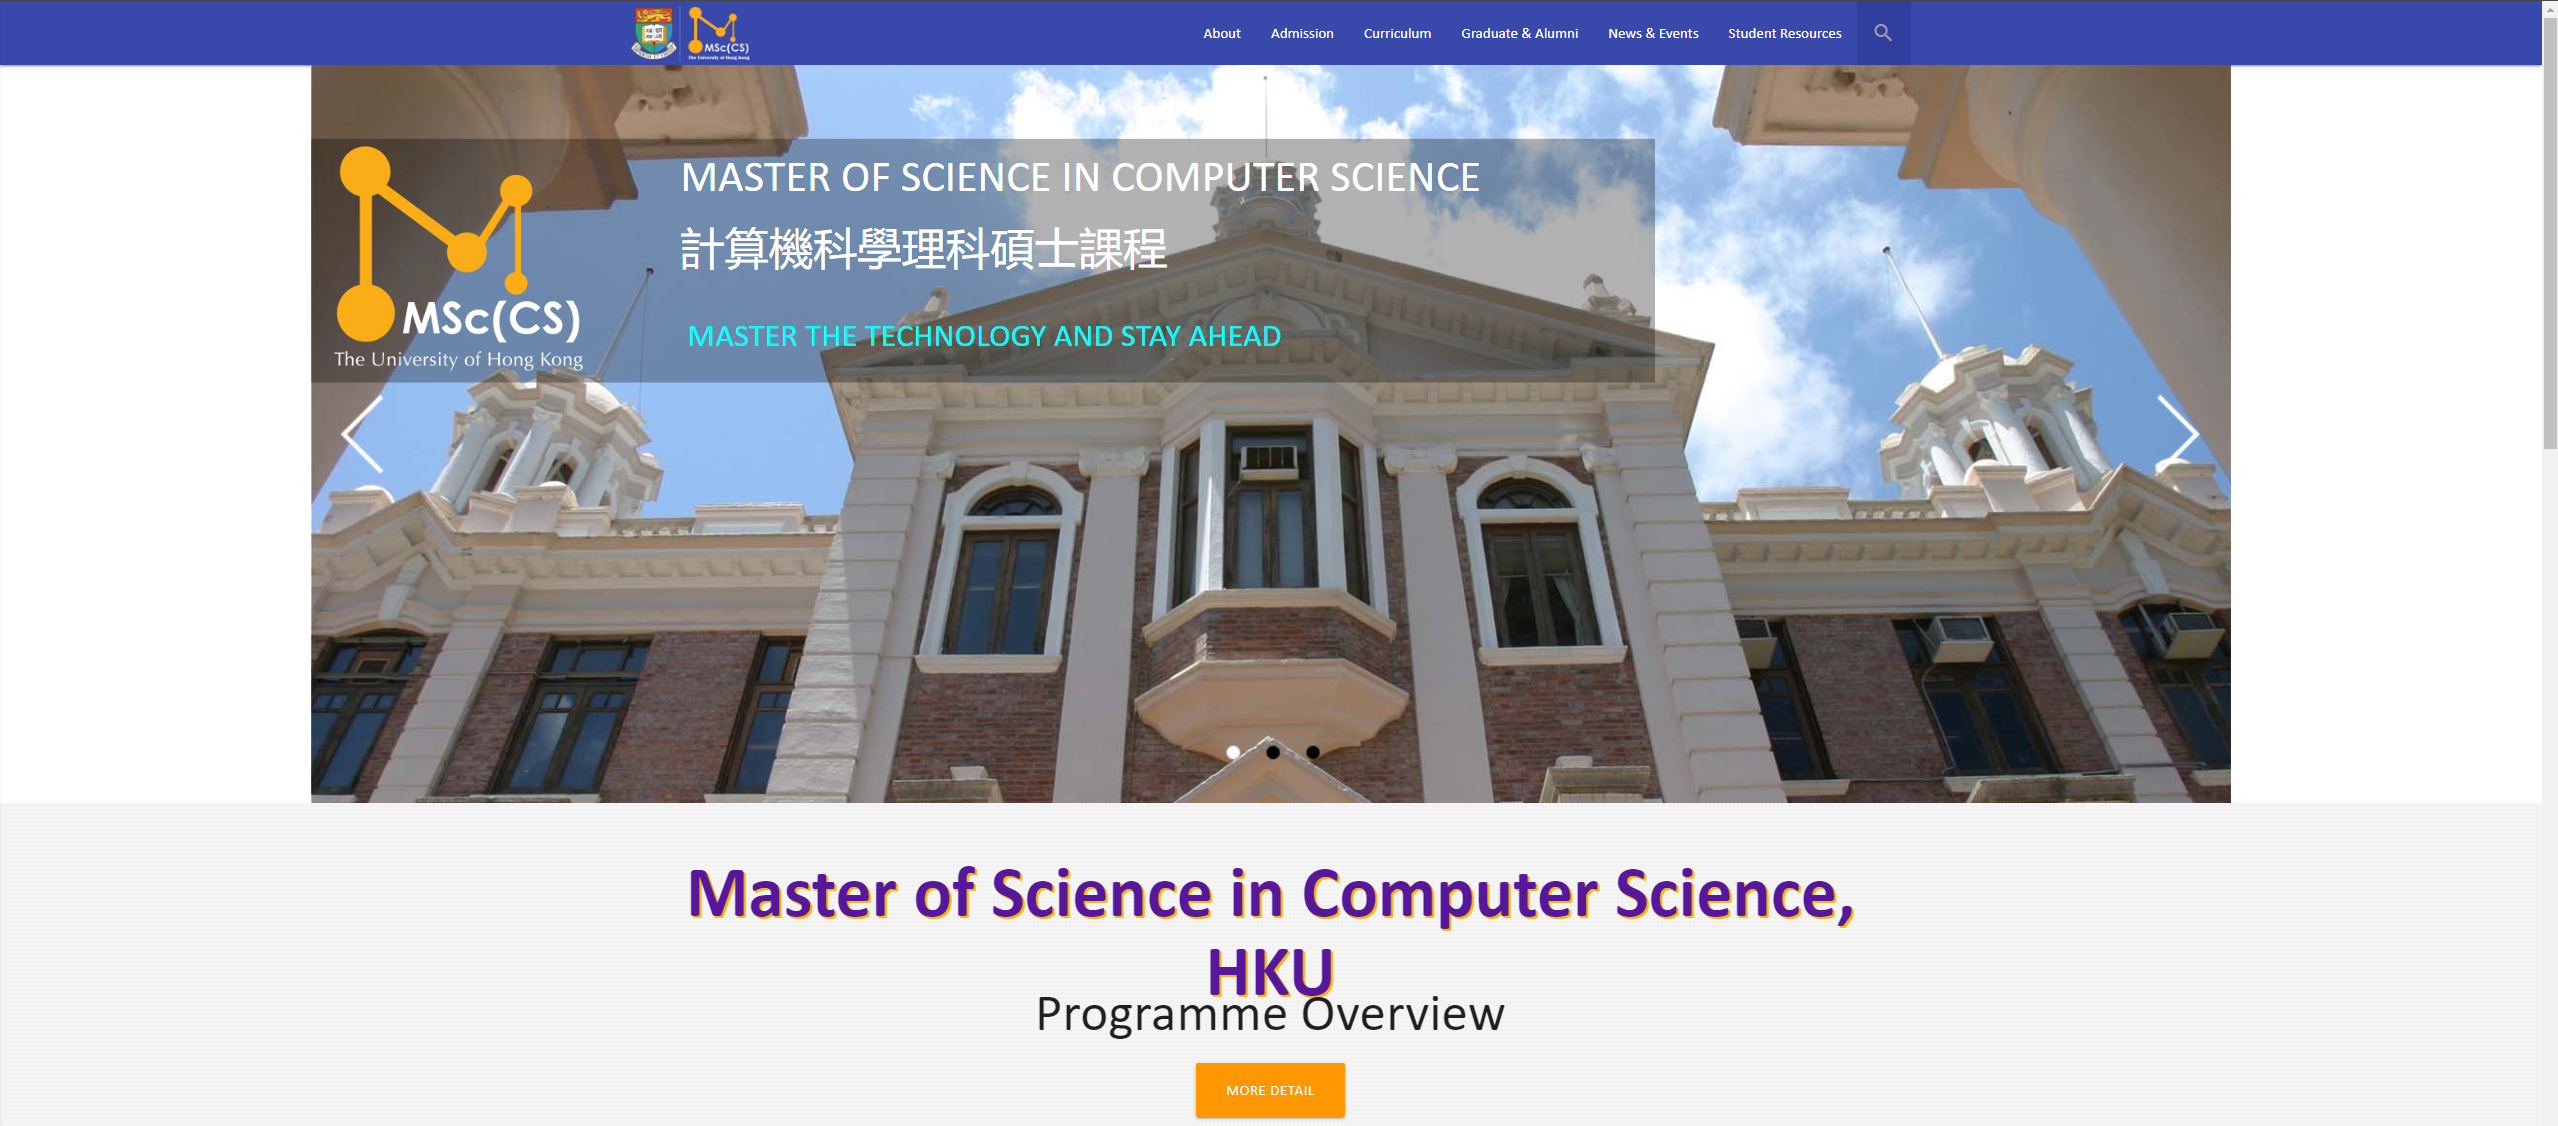 MSc(CS)
The University of Hong Kong
About
Admission
Curriculum
Graduate & Alumni
News & Events
Student Resources
MASTER OF SCIENCE IN COMPUTER SCIENCE
計算機科學理科碩士課程
MASTER THE TECHNOLOGY AND STAY AHEAD
MSc(CS)
The University of Hong Kong
Master of Science in Computer Science,
HKU
Programme Overview
MORE DETAIL